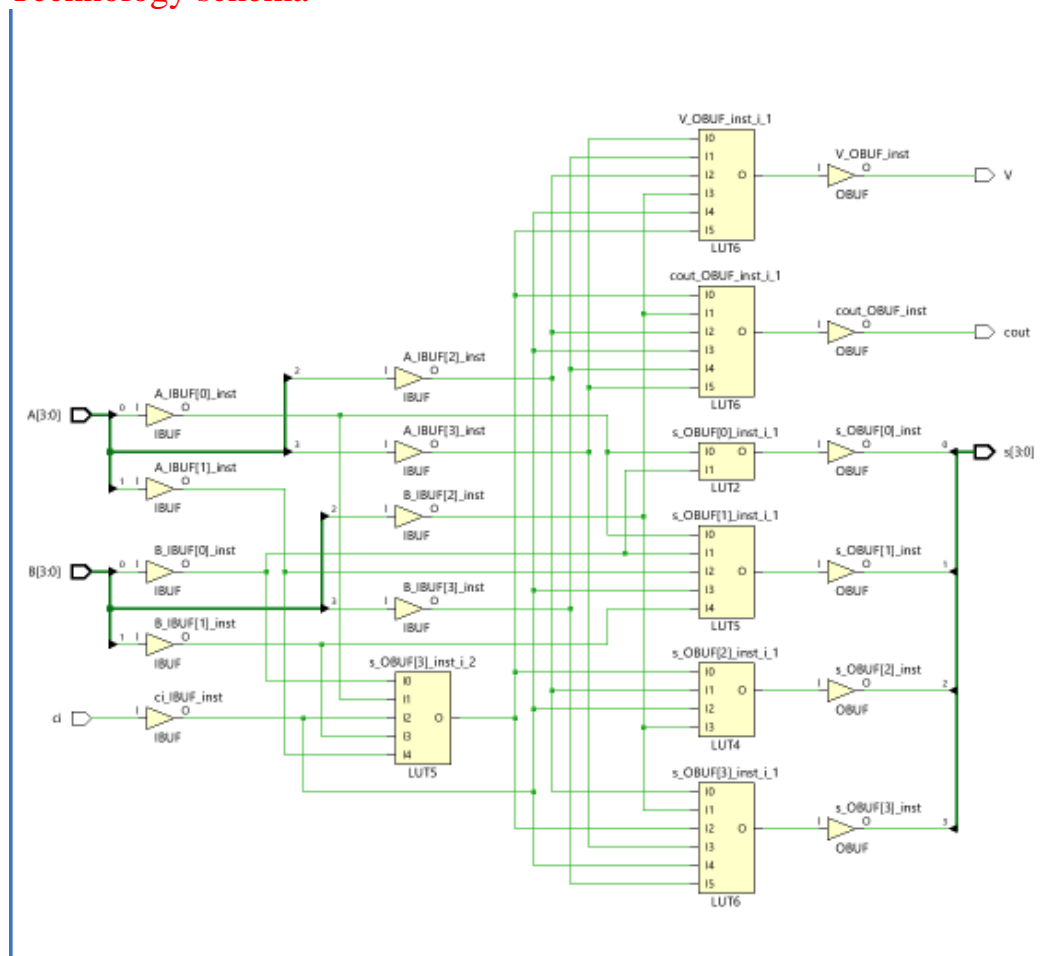 Technology schema
V_OBUF_inst_i_1
I0
I1
I2
I3
I4
I5
O
LUT6
V_OBUF_inst
I
O
OBUF
V
cout_OBUF_inst_i_1
I0
I1
I2
I3
I4
I5
O
LUT6
cout_OBUF_inst
I
O
OBUF
cout
A[3:0]
0
A_IBUF[0]_inst
I
O
IBUF
1
A_IBUF[1]_inst
I
O
IBUF
2
A_IBUF[2]_inst
I
O
IBUF
3
A_IBUF[3]_inst
I
O
IBUF
B[3:0]
0
B_IBUF[0]_inst
I
O
IBUF
1
B_IBUF[1]_inst
I
O
IBUF
2
B_IBUF[2]_inst
I
O
IBUF
3
B_IBUF[3]_inst
I
O
IBUF
ci
ci_IBUF_inst
I
O
IBUF
s_OBUF[3]_inst_i_2
I0
I1
I2
I3
I4
O
LUT5
s_OBUF[0]_inst_i_1
I0
I1
O
LUT2
s_OBUF[0]_inst
I
O
OBUF
0
s[3:0]
s_OBUF[1]_inst_i_1
I0
I1
I2
I3
I4
O
LUT5
s_OBUF[1]_inst
I
O
OBUF
1
s_OBUF[2]_inst_i_1
I0
I1
I2
I3
O
LUT4
s_OBUF[2]_inst
I
O
OBUF
2
s_OBUF[3]_inst_i_1
I0
I1
I2
I3
I4
I5
O
LUT6
s_OBUF[3]_inst
I
O
OBUF
3